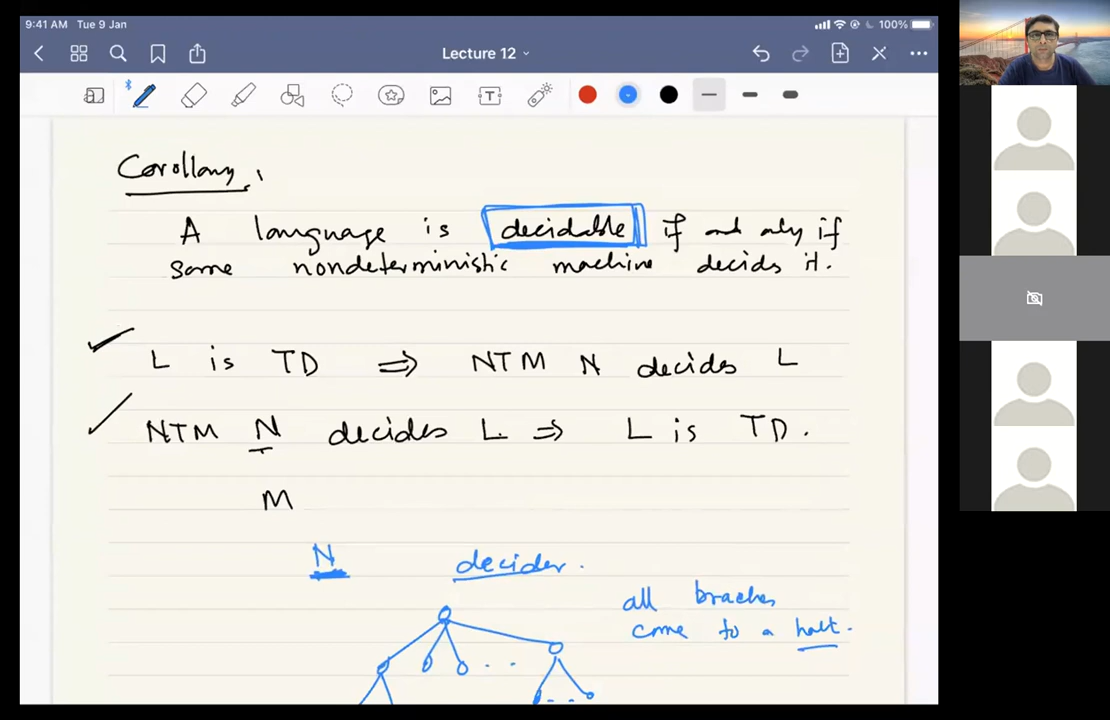 9:41 AM Tue 9 Jan
100%
Lecture 12
Corollary:
A language is decidable if and only if
some nondeterministic machine decides it.
L is TD ⇒ NTM N decides L
NTM N decides L ⇒ L is TD.
M
N decider.
all braches
come to a halt.